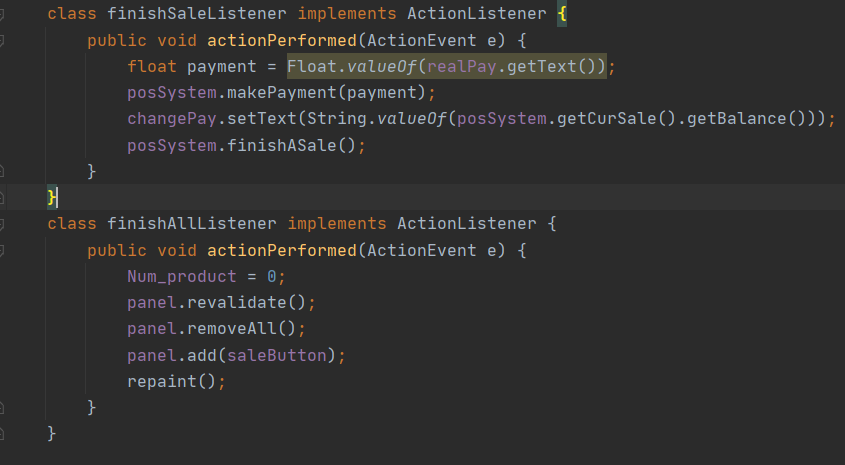 class finishSaleListener implements ActionListener {
    public void actionPerformed(ActionEvent e) {
        float payment = Float.valueOf(realPay.getText());
        posSystem.makePayment(payment);
        changePay.setText(String.valueOf(posSystem.getCurSale().getBalance()));
        posSystem.finishASale();
    }
}
class finishAllListener implements ActionListener {
    public void actionPerformed(ActionEvent e) {
        Num_product = 0;
        panel.revalidate();
        panel.removeAll();
        panel.add(saleButton);
        repaint();
    }
}